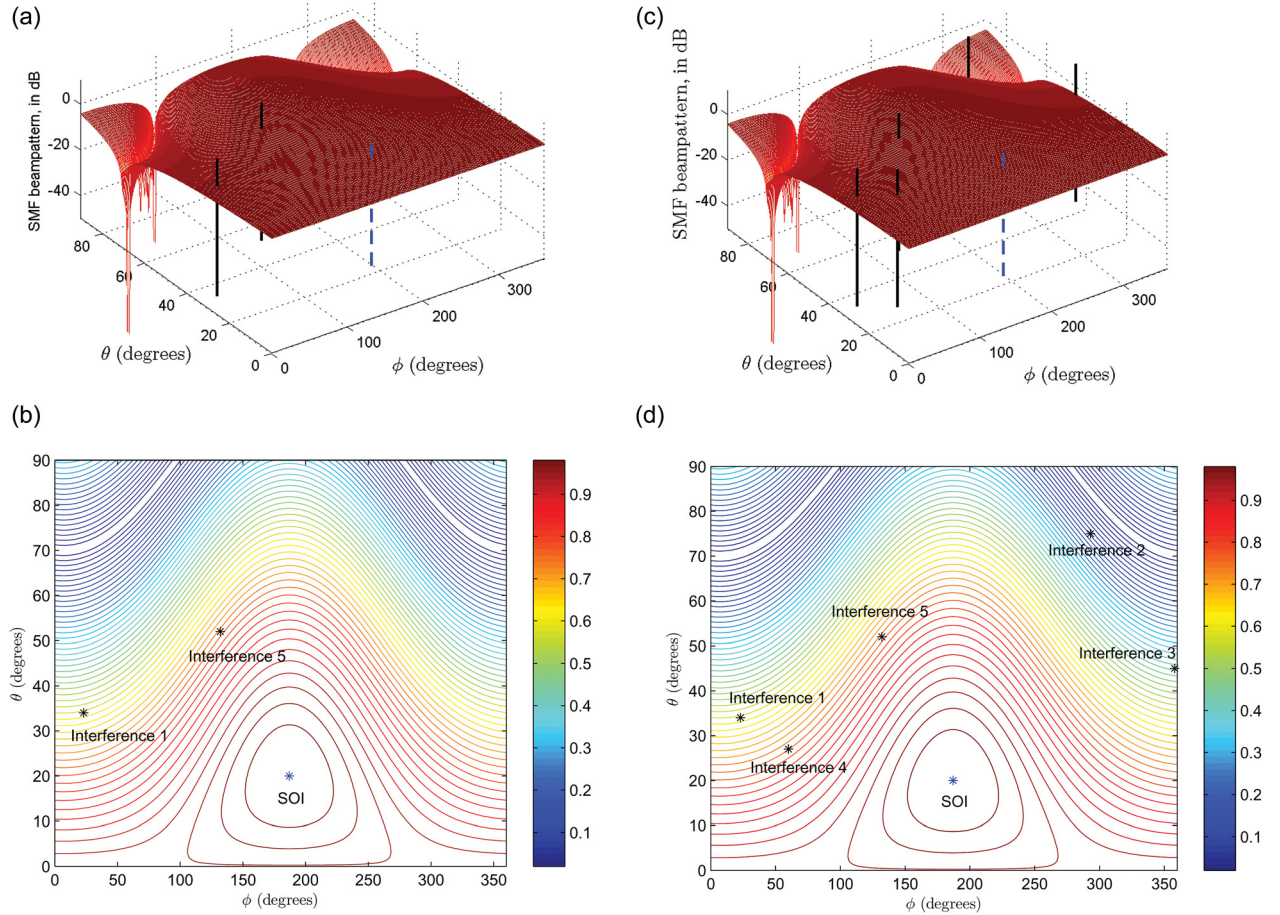 (a)
SMF beampattern, in dB
0
-20
-40
80
60
40
20
0
θ (degrees)
0
100
200
300
ϕ (degrees)
(c)
SMF beampattern, in dB
0
-20
-40
80
60
40
20
0
θ (degrees)
0
100
200
300
ϕ (degrees)
(b)
90
80
70
60
50
40
30
20
10
0
θ (degrees)
0 50 100 150 200 250 300 350
ϕ (degrees)
Interference 5
Interference 1
SOI
0.9
0.8
0.7
0.6
0.5
0.4
0.3
0.2
0.1
(d)
90
80
70
60
50
40
30
20
10
0
θ (degrees)
0 50 100 150 200 250 300 350
ϕ (degrees)
Interference 2
Interference 5
Interference 3
Interference 1
Interference 4
SOI
0.9
0.8
0.7
0.6
0.5
0.4
0.3
0.2
0.1